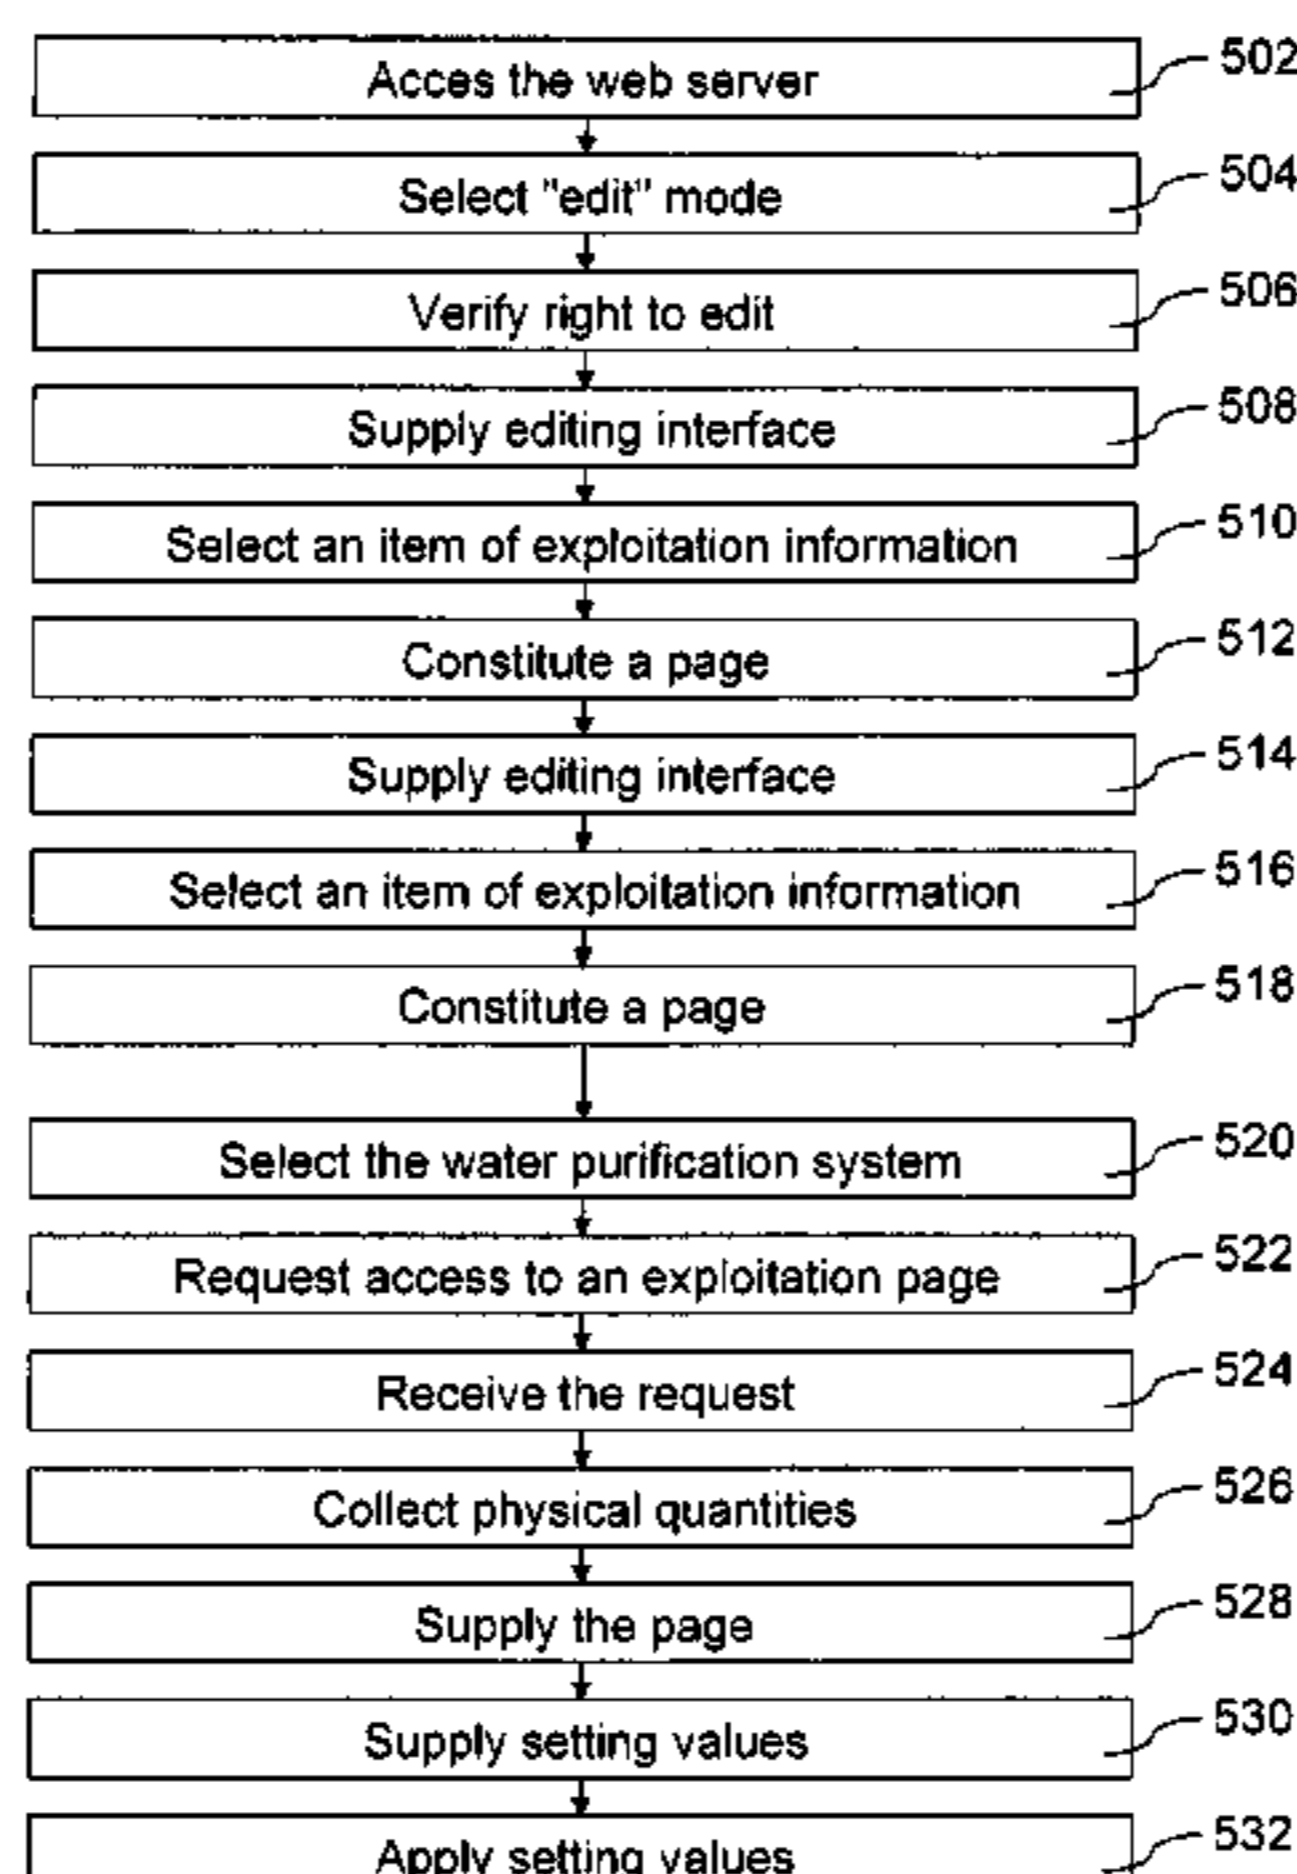 Acces the web server 502
Select "edit" mode 504
Verify right to edit 506
Supply editing interface 508
Select an item of exploitation information 510
Constitute a page 512
Supply editing interface 514
Select an item of exploitation information 516
Constitute a page 518
Select the water purification system 520
Request access to an exploitation page 522
Receive the request 524
Collect physical quantities 526
Supply the page 528
Supply setting values 530
Apply setting values 532